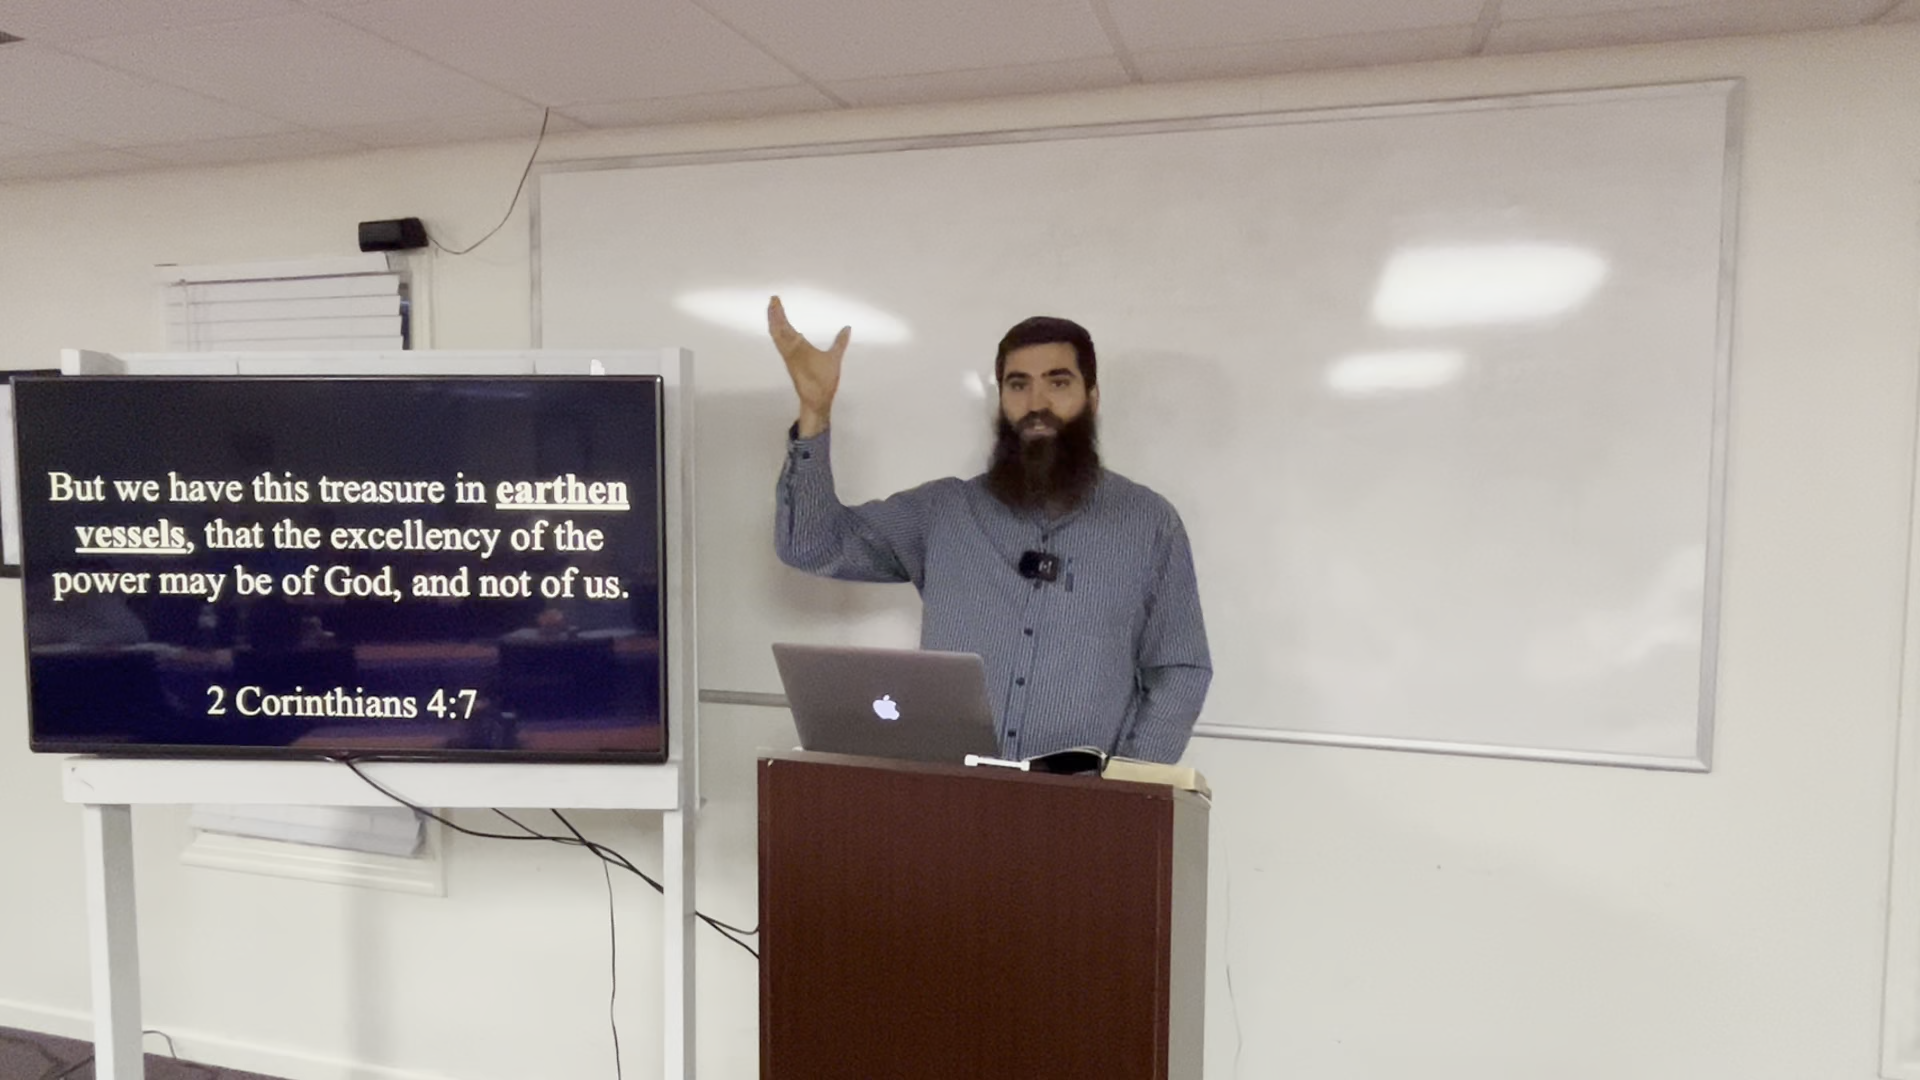 But we have this treasure in earthen
vessels, that the excellency of the
power may be of God, and not of us.
2 Corinthians 4:7